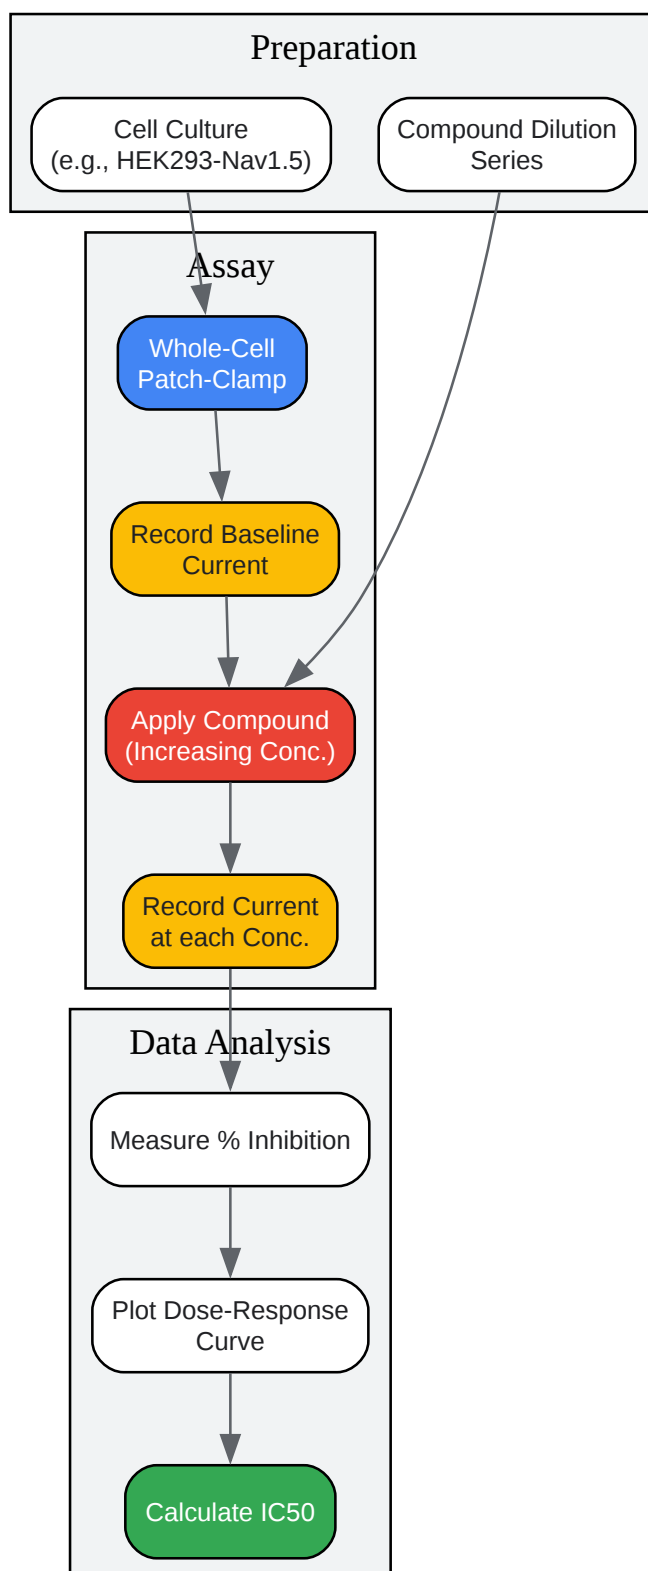 Preparation
Cell Culture
(e.g., HEK293-Nav1.5)
Compound Dilution
Series
Assay
Whole-Cell
Patch-Clamp
Record Baseline
Current
Apply Compound
(Increasing Conc.)
Record Current
at each Conc.
Data Analysis
Measure % Inhibition
Plot Dose-Response
Curve
Calculate IC50